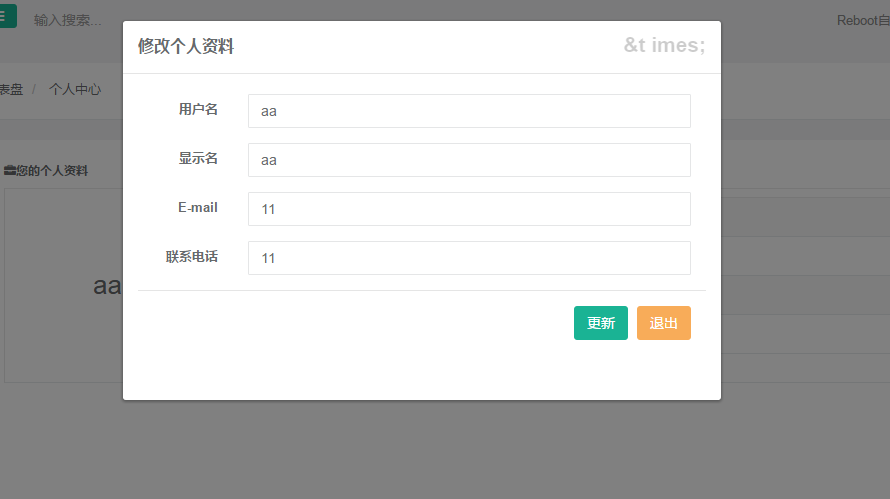 输入搜索...
Reboot自
修改个人资料
&t imes;
表盘 / 个人中心
用户名 aa
显示名 aa
您的个人资料
E-mail 11
联系电话 11
aa
更新 退出